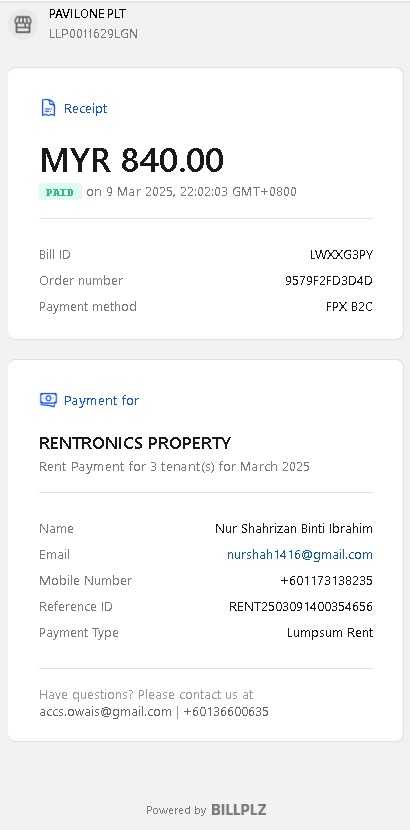 PAVILONE PLT
LLP0011629LGN
Receipt
MYR 840.00
PAID on 9 Mar 2025, 22:02:03 GMT+0800
Bill ID LWXXG3PY
Order number 9579F2FD3D4D
Payment method FPX B2C
Payment for
RENTRONICS PROPERTY
Rent Payment for 3 tenant(s) for March 2025
Name Nur Shahrizan Binti Ibrahim
Email nurshah1416@gmail.com
Mobile Number +601173138235
Reference ID RENT2503091400354656
Payment Type Lumpsum Rent
Have questions? Please contact us at
accs.owais@gmail.com | +60136600635
Powered by BILLPLZ